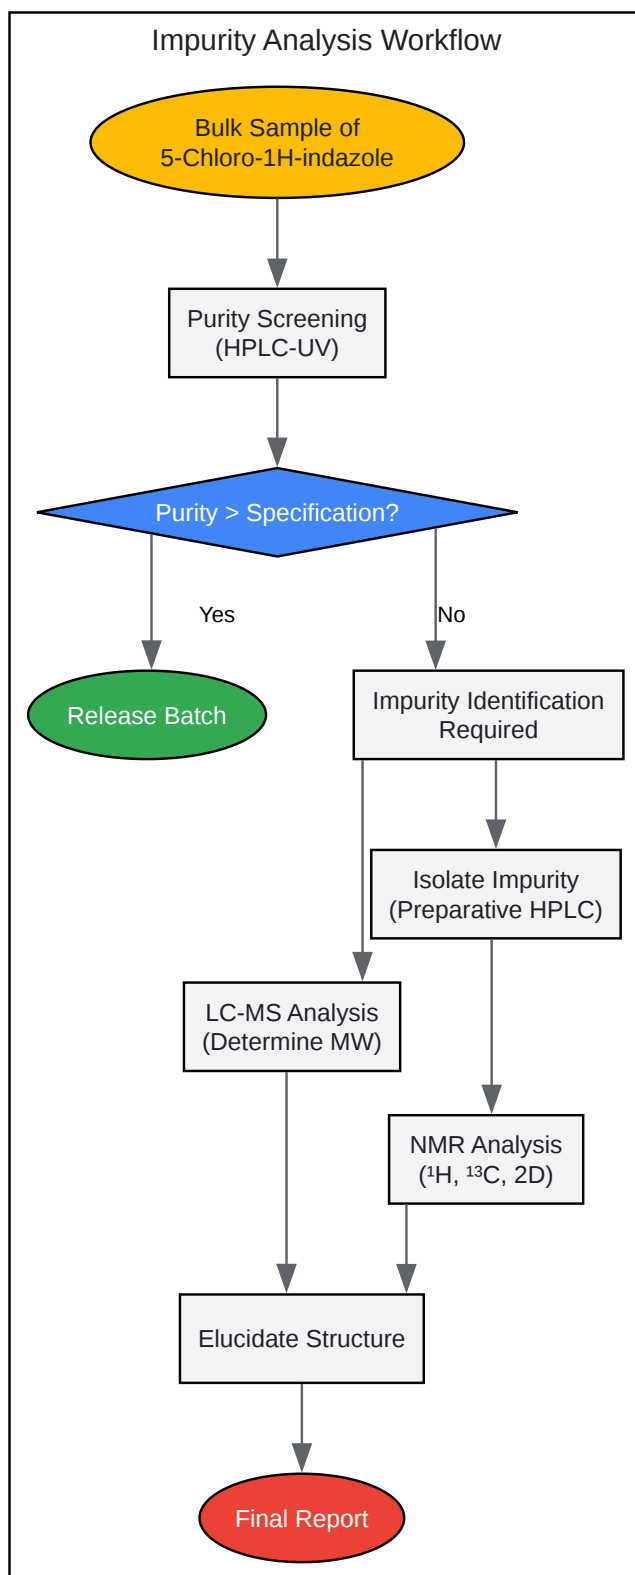 Impurity Analysis Workflow
Bulk Sample of
5-Chloro-1H-indazole
Purity Screening
(HPLC-UV)
Purity > Specification?
Yes
No
Release Batch
Impurity Identification
Required
Isolate Impurity
(Preparative HPLC)
LC-MS Analysis
(Determine MW)
NMR Analysis
(¹H, ¹³C, 2D)
Elucidate Structure
Final Report